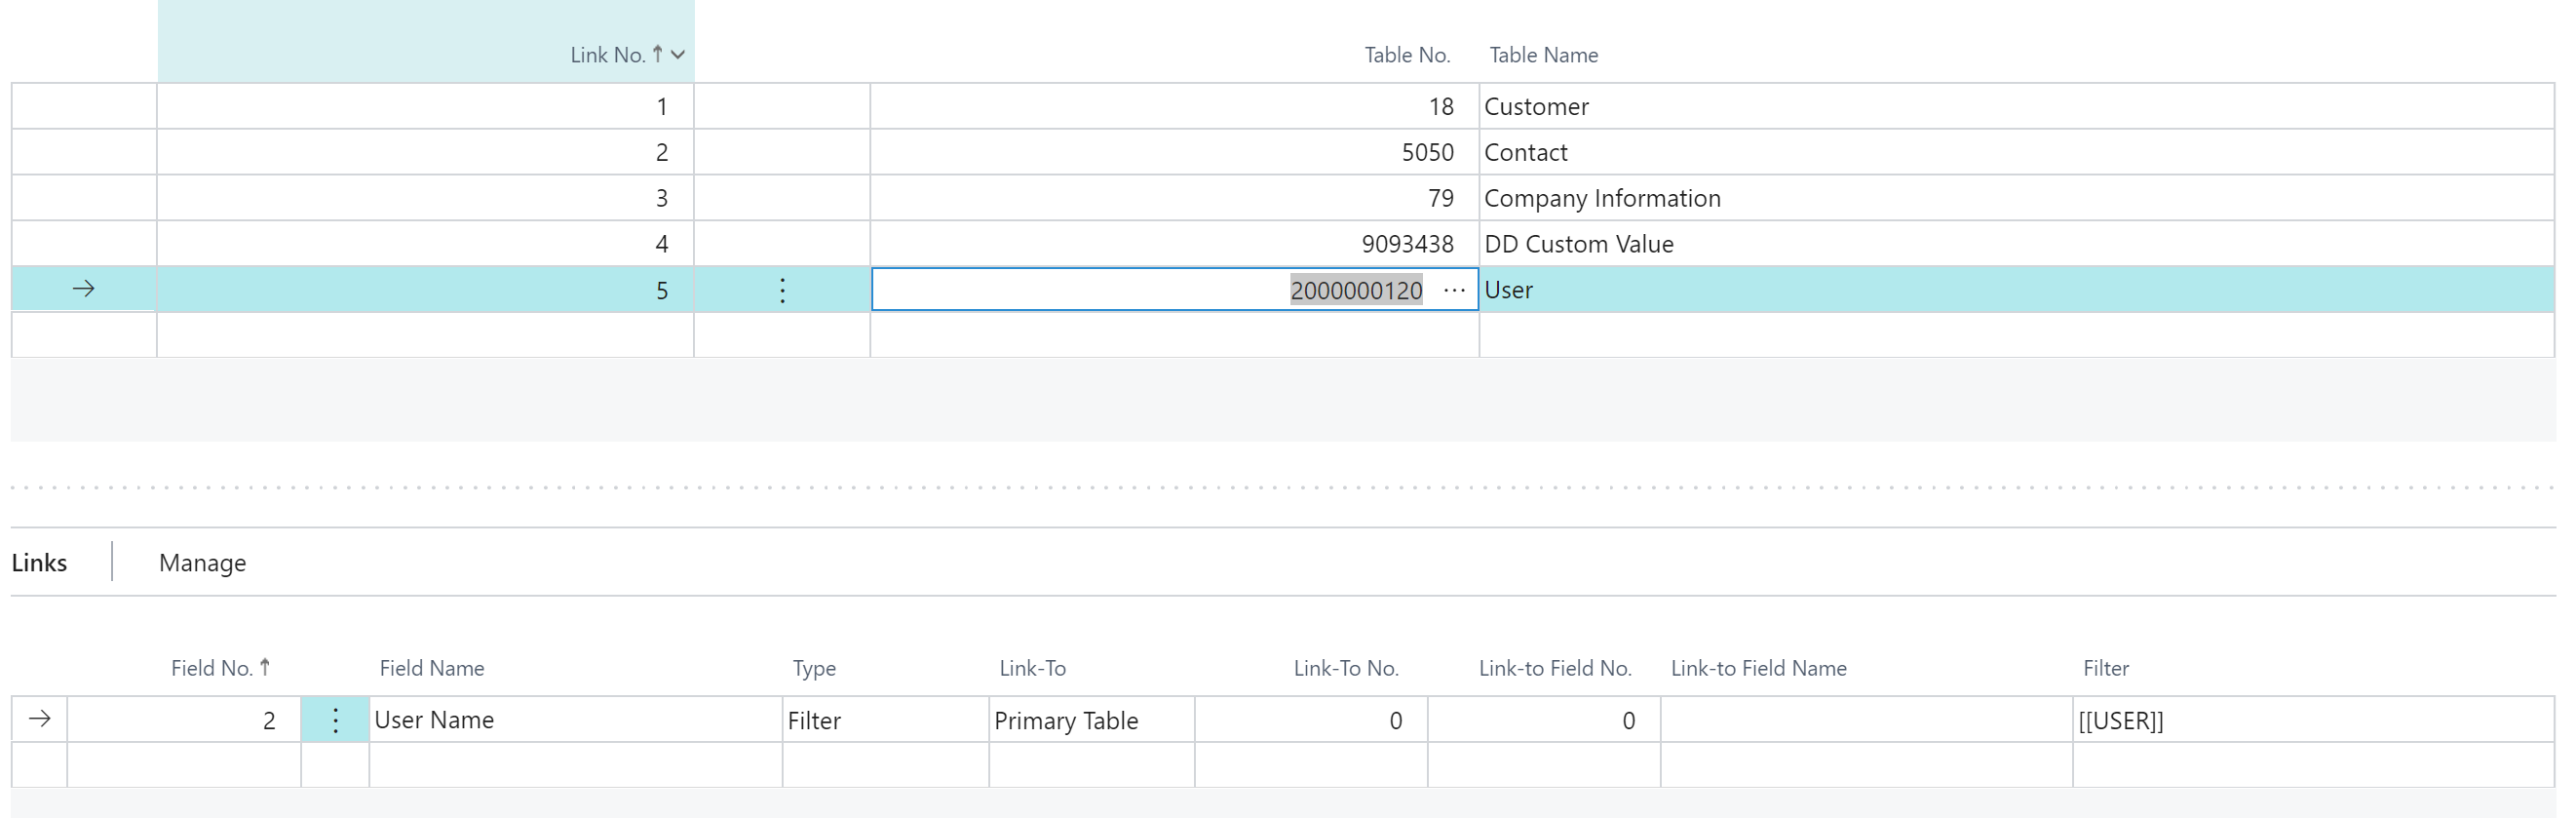 Link No. Table No. Table Name
1 18 Customer
2 5050 Contact
3 79 Company Information
4 9093438 DD Custom Value
5 2000000120 ... User
Links Manage
Field No. Field Name Type Link-To Link-To No. Link-to Field No. Link-to Field Name Filter
2 User Name Filter Primary Table 0 0 [[USER]]